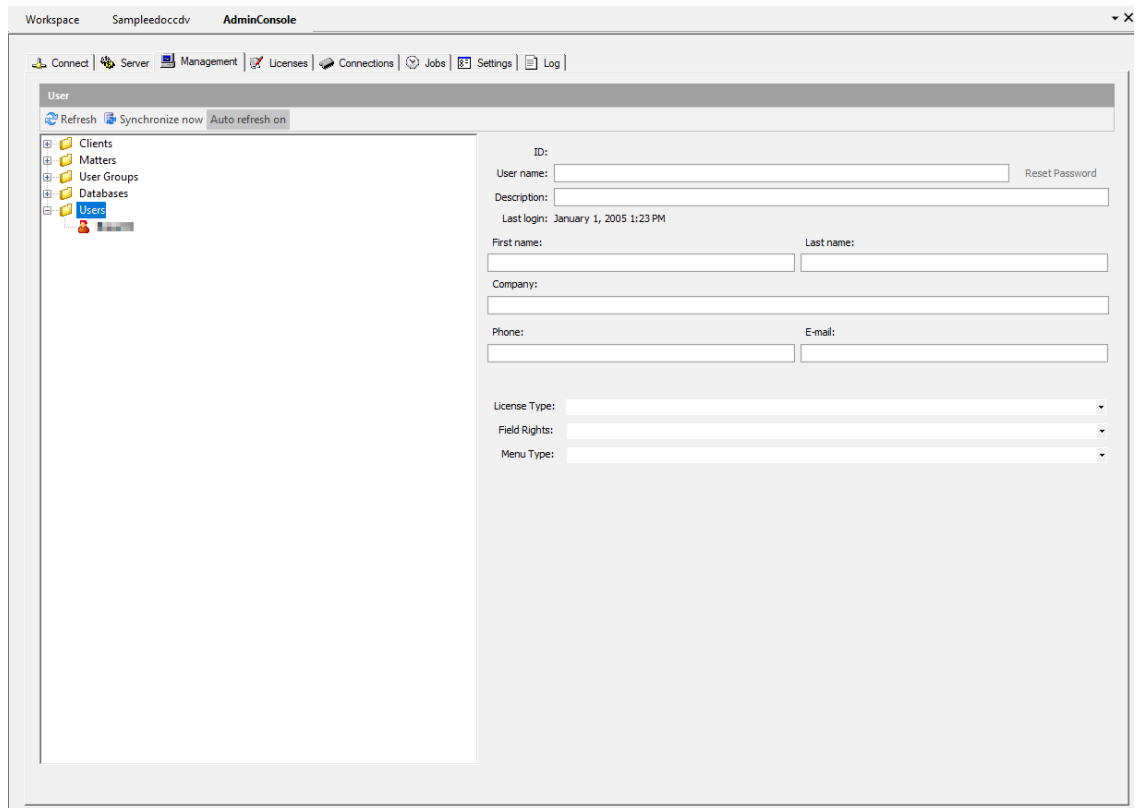 Workspace Sampleedoccdv AdminConsole
Connect Server Management Licenses Connections Jobs Settings Log
User
Refresh Synchronize now Auto refresh on
Clients
Matters
User Groups
Databases
Users
ID:
User name: Reset Password
Description:
Last login: January 1, 2005 1:23 PM
First name: Last name:
Company:
Phone: E-mail:
License Type:
Field Rights:
Menu Type: